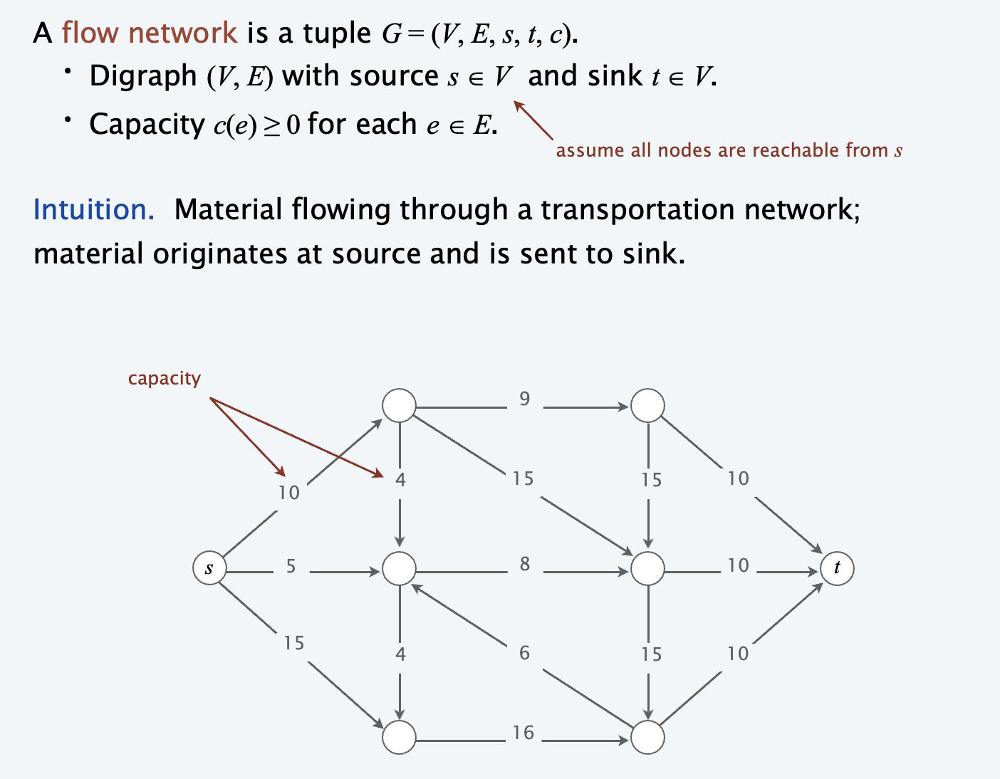 A flow network is a tuple G = (V, E, s, t, c).
・ Digraph (V, E) with source s ∈ V and sink t ∈ V.
・ Capacity c(e) ≥ 0 for each e ∈ E.
assume all nodes are reachable from s
Intuition. Material flowing through a transportation network;
material originates at source and is sent to sink.
capacity
9
4 15 15 10
10
s 5 8 10 t
15
4 6 15 10
16